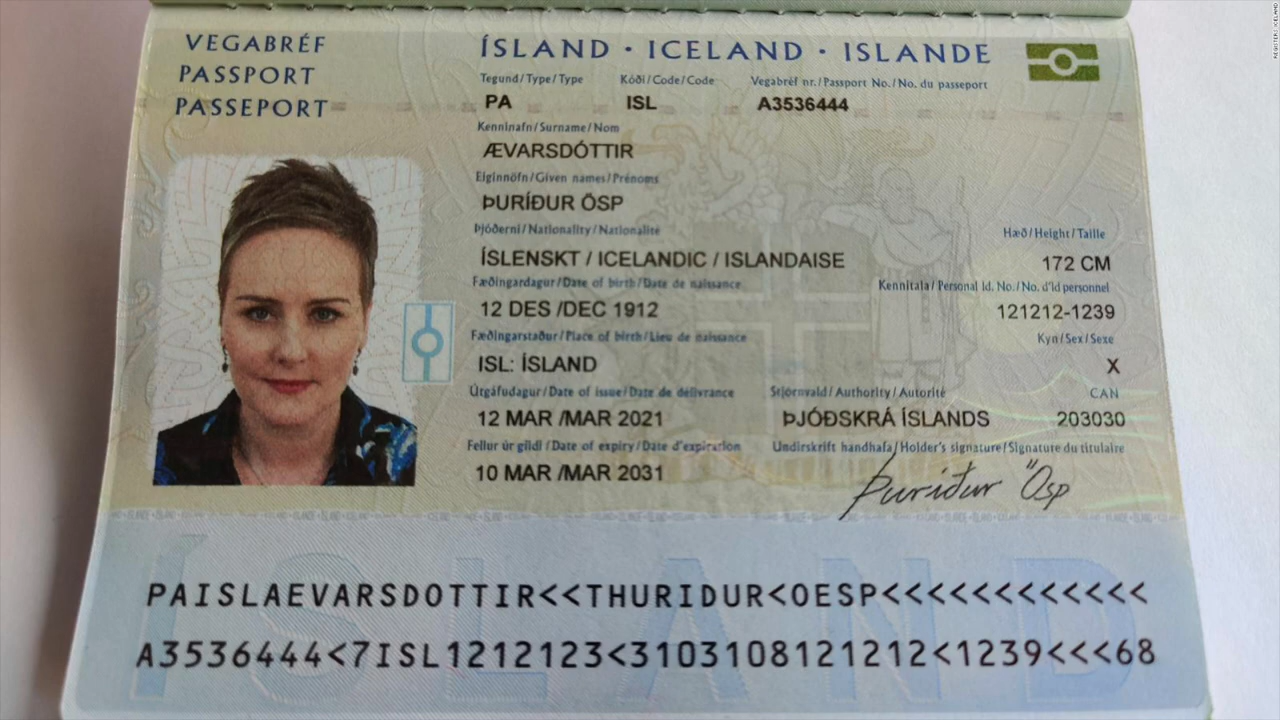 VEGABRÉF
PASSPORT
PASSEPORT
ÍSLAND · ICELAND · ISLANDE
Tegund/Type/Type Kóði/Code/Code Vegabréf nr./Passport No./No. du passeport
PA ISL A3536444
Kenninafn/Surname/Nom
ÆVARSDÓTTIR
Eiginnöfn/Given names/Prénoms
ÞURÍÐUR ÖSP
Þjóðerni/Nationality/Nationalité
ÍSLENSKT / ICELANDIC / ISLANDAISE
Hæð/Height/Taille
172 CM
Fæðingardagur/Date of birth/Date de naissance
12 DES /DEC 1912
Kennitala/Personal Id. No./No. d'id personnel
121212-1239
Fæðingarstaður/Place of birth/Lieu de naissance
ISL: ÍSLAND
Kyn/Sex/Sexe
X
Útgáfudagur/Date of issue/Date de délivrance
12 MAR /MAR 2021
Stjórnvald/Authority/Autorité
ÞJÓÐSKRÁ ÍSLANDS
CAN
203030
Fellur úr gildi/Date of expiry/Date d'expiration
10 MAR /MAR 2031
Undirskrift handhafa/Holder's signature/Signature du titulaire
Þuríður Ösp
ÍSLAND
PAISLAEVARSDOTTIR<<THURIDUR<OESP<<<<<<<<<<<<
A3536444<7ISL1212123<3103108121212<1239<<<68
REGISTERS ICELAND